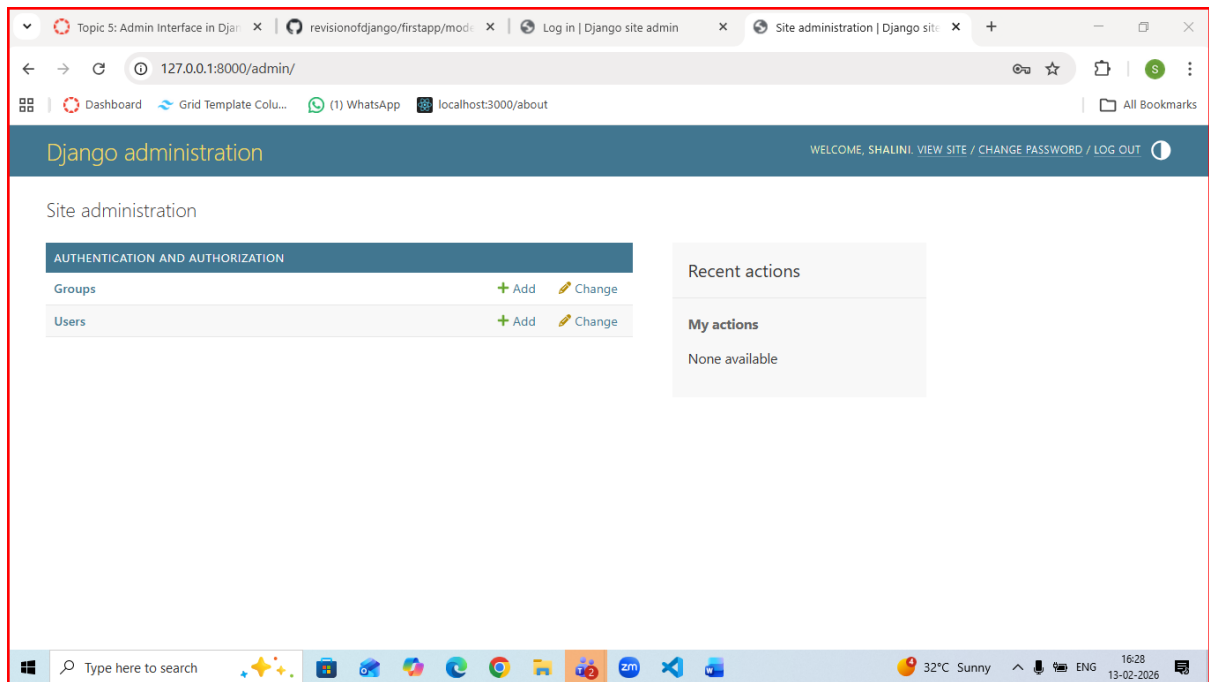 Topic 5: Admin Interface in Djan
revisionofdjango/firstapp/mode
Log in | Django site admin
Site administration | Django site
127.0.0.1:8000/admin/
S
Dashboard
Grid Template Colu...
(1) WhatsApp
localhost:3000/about
All Bookmarks
Django administration
WELCOME, SHALINI. VIEW SITE / CHANGE PASSWORD / LOG OUT
Site administration
AUTHENTICATION AND AUTHORIZATION
Groups + Add Change
Users + Add Change
Recent actions
My actions
None available
Type here to search
2
zm
4
32°C Sunny
ENG
16:28
13-02-2026